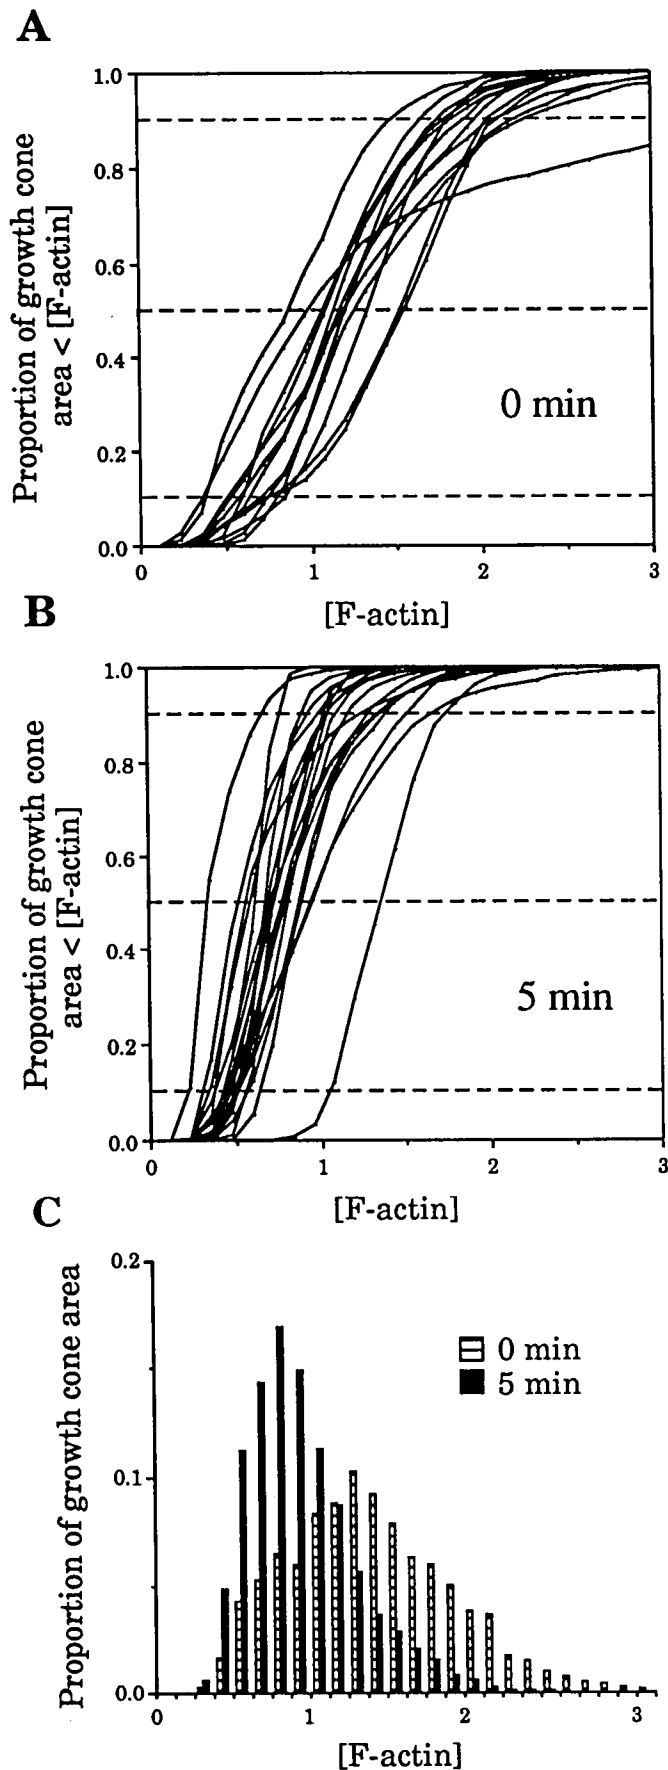 A
Proportion of growth cone
area < [F-actin]
1.0
0.8
0.6
0.4
0.2
0.0
0 min
0 1 2 3
[F-actin]
B
Proportion of growth cone
area < [F-actin]
1.0
0.8
0.6
0.4
0.2
0.0
5 min
0 1 2 3
[F-actin]
C
Proportion of growth cone area
0.2
0.1
0.0
0 min
5 min
0 1 2 3
[F-actin]